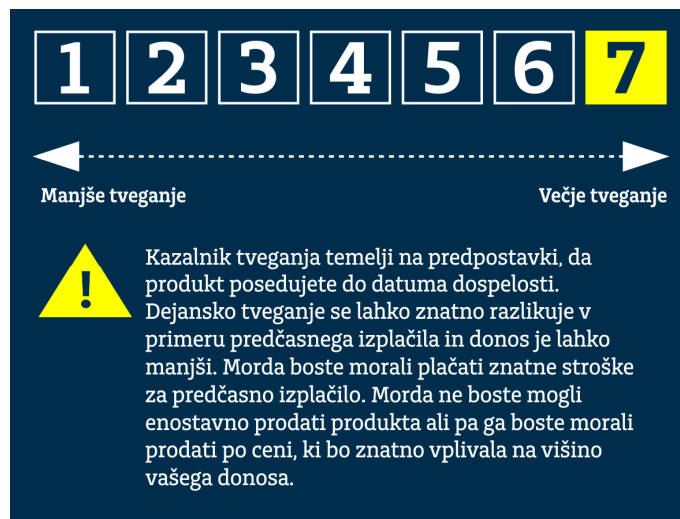 1 2 3 4 5 6 7
Manjše tveganje Večje tveganje
!
Kazalnik tveganja temelji na predpostavki, da
produkt posedujete do datuma dospelosti.
Dejansko tveganje se lahko znatno razlikuje v
primeru predčasnega izplačila in donos je lahko
manjši. Morda boste morali plačati znatne stroške
za predčasno izplačilo. Morda ne boste mogli
enostavno prodati produkta ali pa ga boste morali
prodati po ceni, ki bo znatno vplivala na višino
vašega donosa.